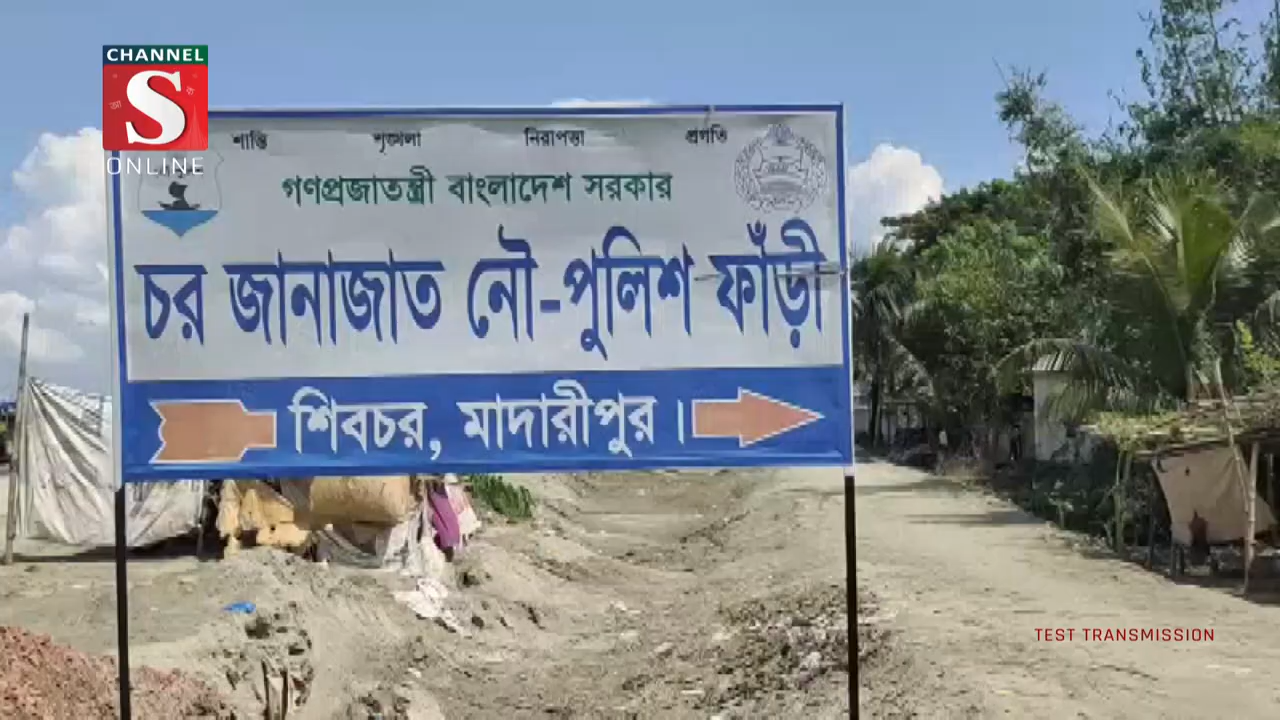 CHANNEL
S
ONLINE
শান্তি শৃঙ্খলা নিরাপত্তা প্রগতি
গণপ্রজাতন্ত্রী বাংলাদেশ সরকার
চর জানাজাত নৌ-পুলিশ ফাঁড়ী
শিবচর, মাদারীপুর।
TEST TRANSMISSION